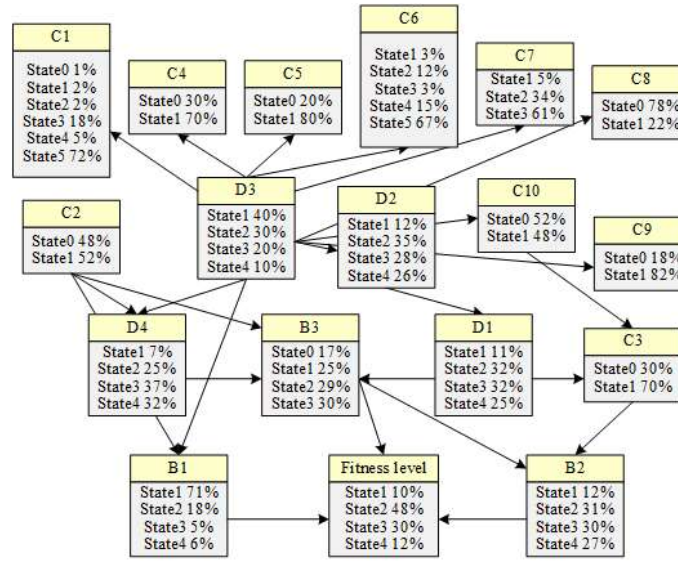 C1
State0 1%
State1 2%
State2 2%
State3 18%
State4 5%
State5 72%
C4
State0 30%
State1 70%
C5
State0 20%
State1 80%
C6
State1 3%
State2 12%
State3 3%
State4 15%
State5 67%
C7
State1 5%
State2 34%
State3 61%
C8
State0 78%
State1 22%
C2
State0 48%
State1 52%
D3
State1 40%
State2 30%
State3 20%
State4 10%
D2
State1 12%
State2 35%
State3 28%
State4 26%
C10
State0 52%
State1 48%
C9
State0 18%
State1 82%
D4
State1 7%
State2 25%
State3 37%
State4 32%
B3
State0 17%
State1 25%
State2 29%
State3 30%
D1
State1 11%
State2 32%
State3 32%
State4 25%
C3
State0 30%
State1 70%
B1
State1 71%
State2 18%
State3 5%
State4 6%
Fitness level
State1 10%
State2 48%
State3 30%
State4 12%
B2
State1 12%
State2 31%
State3 30%
State4 27%